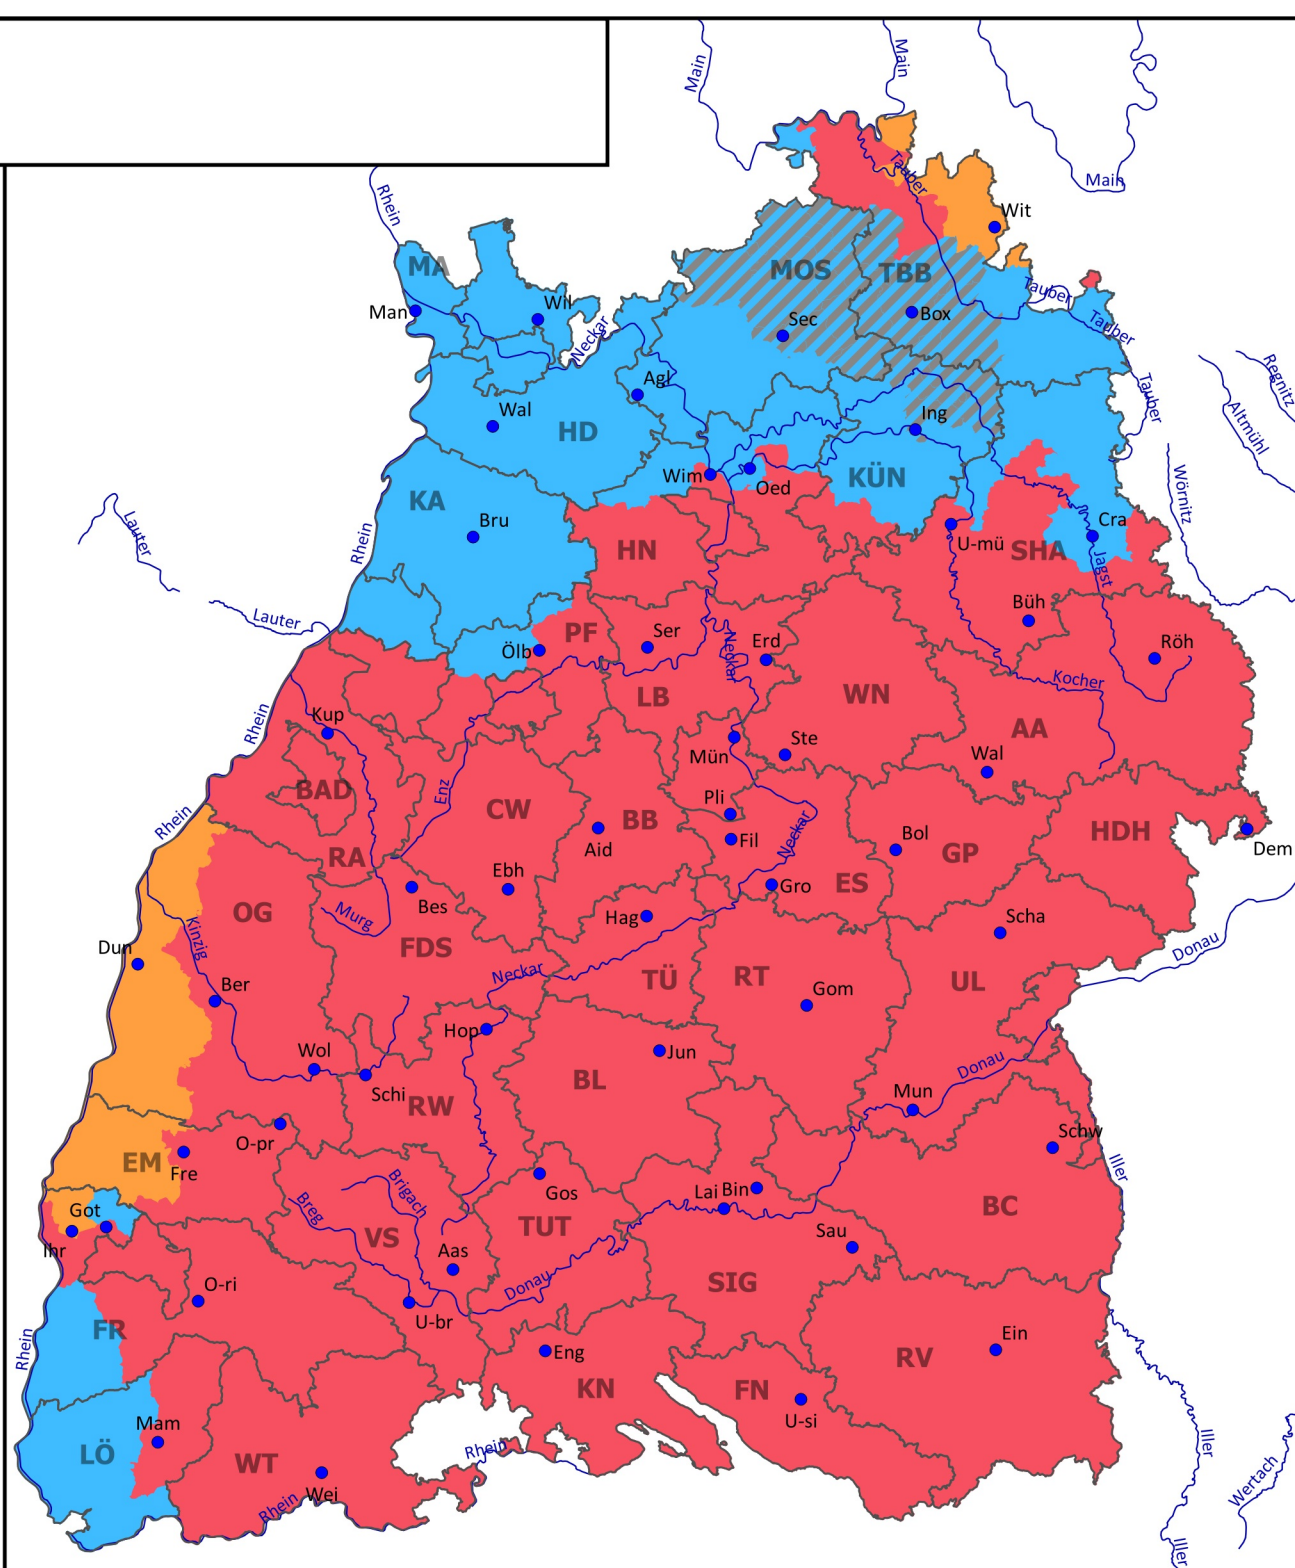 Main
Main
Main
Rhein
Tauber
Wit
MA
MOS
TBB
Tauber
Man
Wil
Sec
Box
Tauber
Neckar
Regnitz
Agl
Tauber
Wal
HD
Ing
Altmühl
Wim
Oed
KÜN
Wörnitz
KA
Bru
Cra
Lauter
Rhein
HN
U-mü
SHA
Jagst
Büh
Lauter
PF
Ser
Erd
Röh
Ölb
Neckar
Kocher
LB
WN
Rhein
Kup
Mün
Ste
AA
Wal
BAD
Enz
CW
Pli
Rhein
BB
Fil
Neckar
Bol
HDH
Aid
GP
Dem
RA
Ebh
Gro
ES
OG
Murg
Bes
Hag
Scha
Kinzig
Dun
FDS
Neckar
TÜ
RT
UL
Donau
Ber
Gom
Hop
Wol
Jun
Donau
Schi
RW
BL
Mun
O-pr
Schw
EM
Fre
Iller
Breg
Brigach
Gos
Lai
Bin
Got
TUT
BC
Ihr
VS
Aas
Sau
O-ri
Donau
SIG
U-br
FR
Rhein
Eng
Ein
RV
KN
FN
U-si
Mam
LÖ
WT
Rhein
Iller
Wei
Rhein
Wertach
Iller